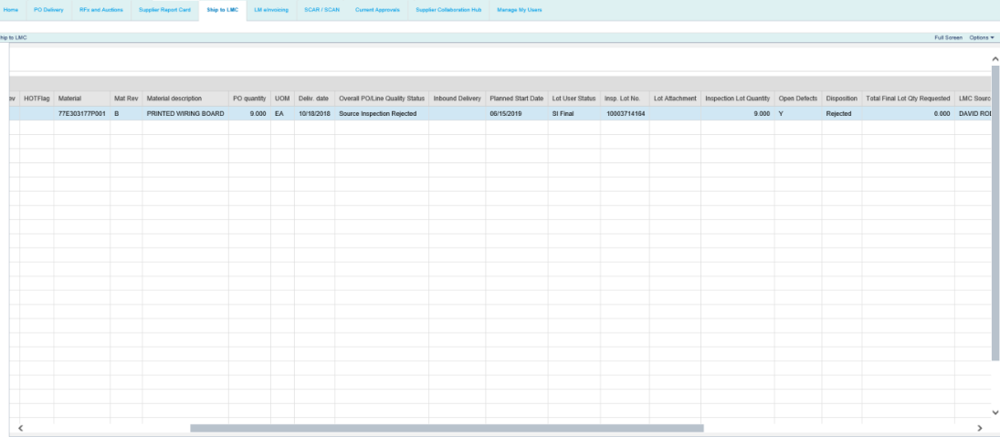 Home PO Delivery RFx and Auctions Supplier Report Card Ship to LMC LM eInvoicing SCAR / SCAN Current Approvals Supplier Collaboration Hub Manage My Users
hip to LMC Full Screen Options
ev HOTFlag Material Mat Rev Material description PO quantity UOM Deliv. date Overall PO/Line Quality Status Inbound Delivery Planned Start Date Lot User Status Insp. Lot No. Lot Attachment Inspection Lot Quantity Open Defects Disposition Total Final Lot Qty Requested LMC Sourc
77E303177P001 B PRINTED WIRING BOARD 9.000 EA 10/18/2018 Source Inspection Rejected 06/15/2019 SI Final 10003714164 9.000 Y Rejected 0.000 DAVID ROE